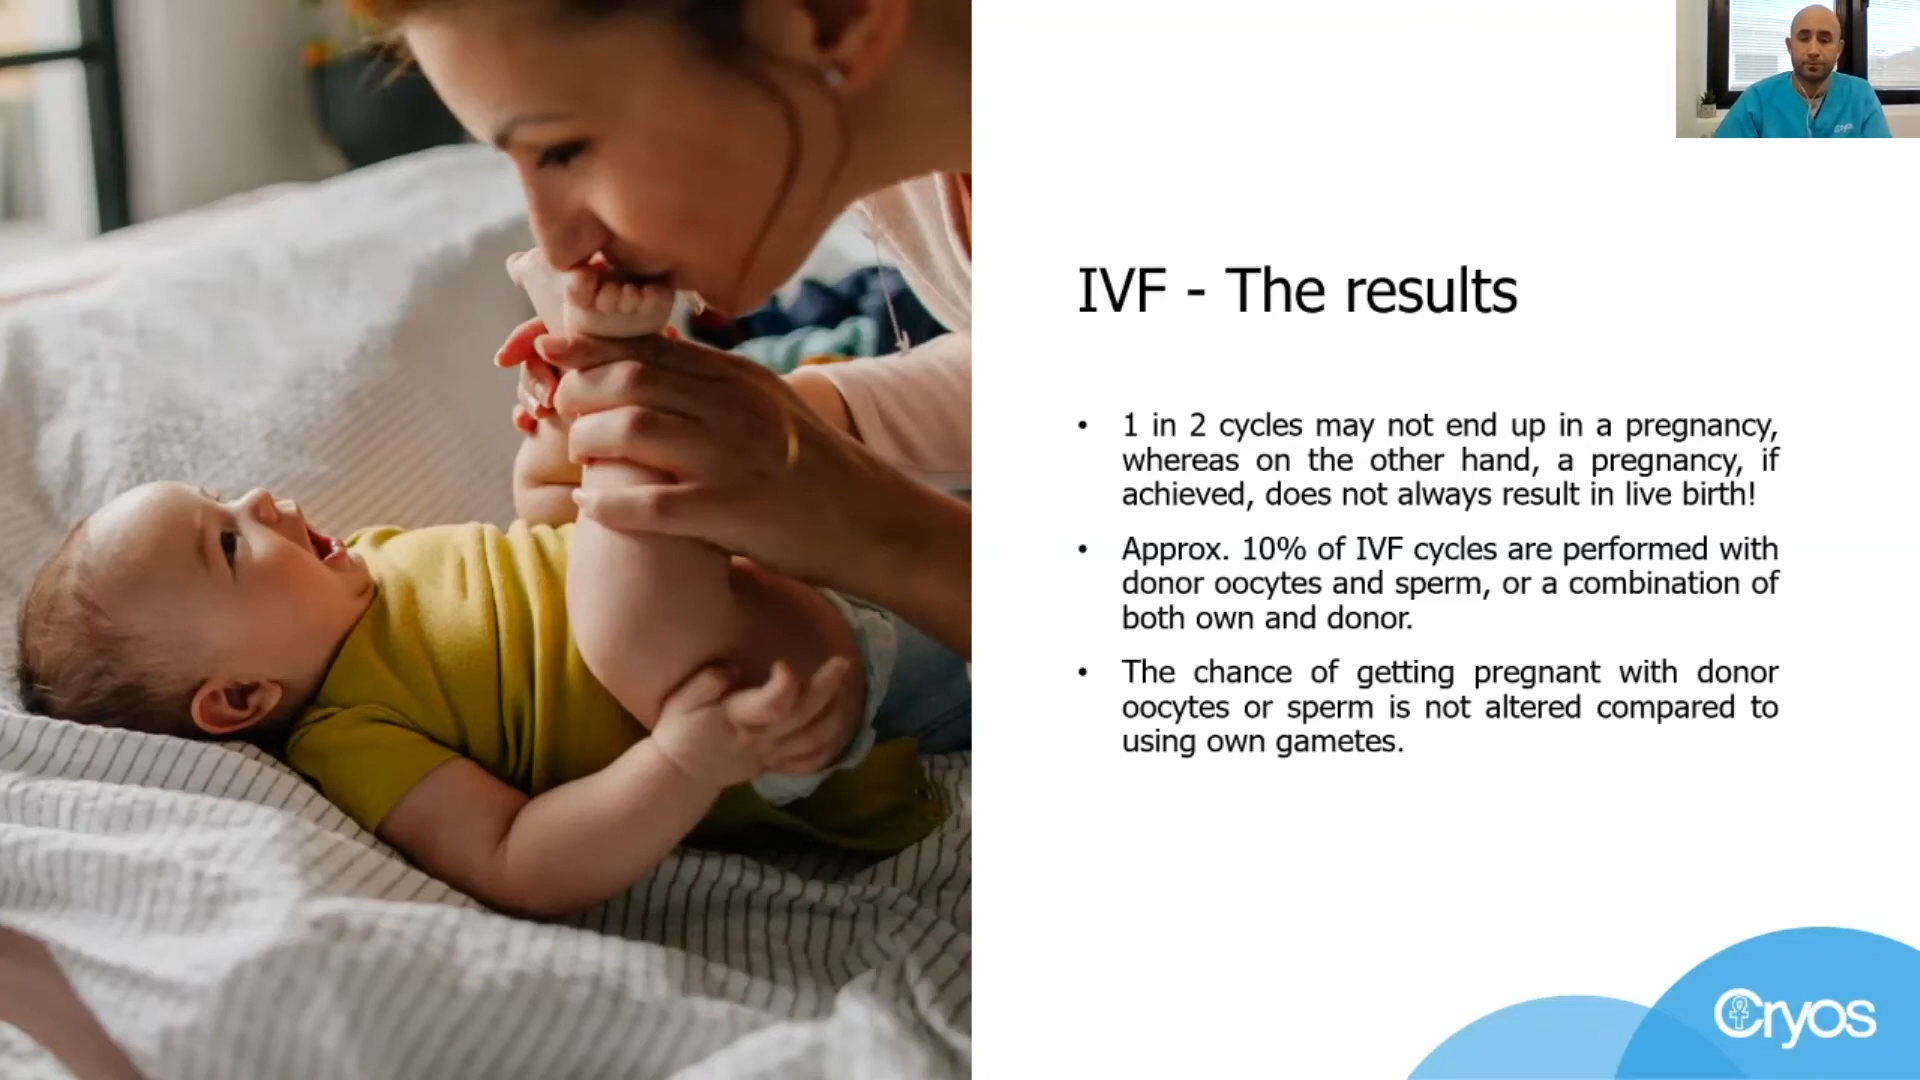 IVF - The results
• 1 in 2 cycles may not end up in a pregnancy,
whereas on the other hand, a pregnancy, if
achieved, does not always result in live birth!
• Approx. 10% of IVF cycles are performed with
donor oocytes and sperm, or a combination of
both own and donor.
• The chance of getting pregnant with donor
oocytes or sperm is not altered compared to
using own gametes.
Cryos